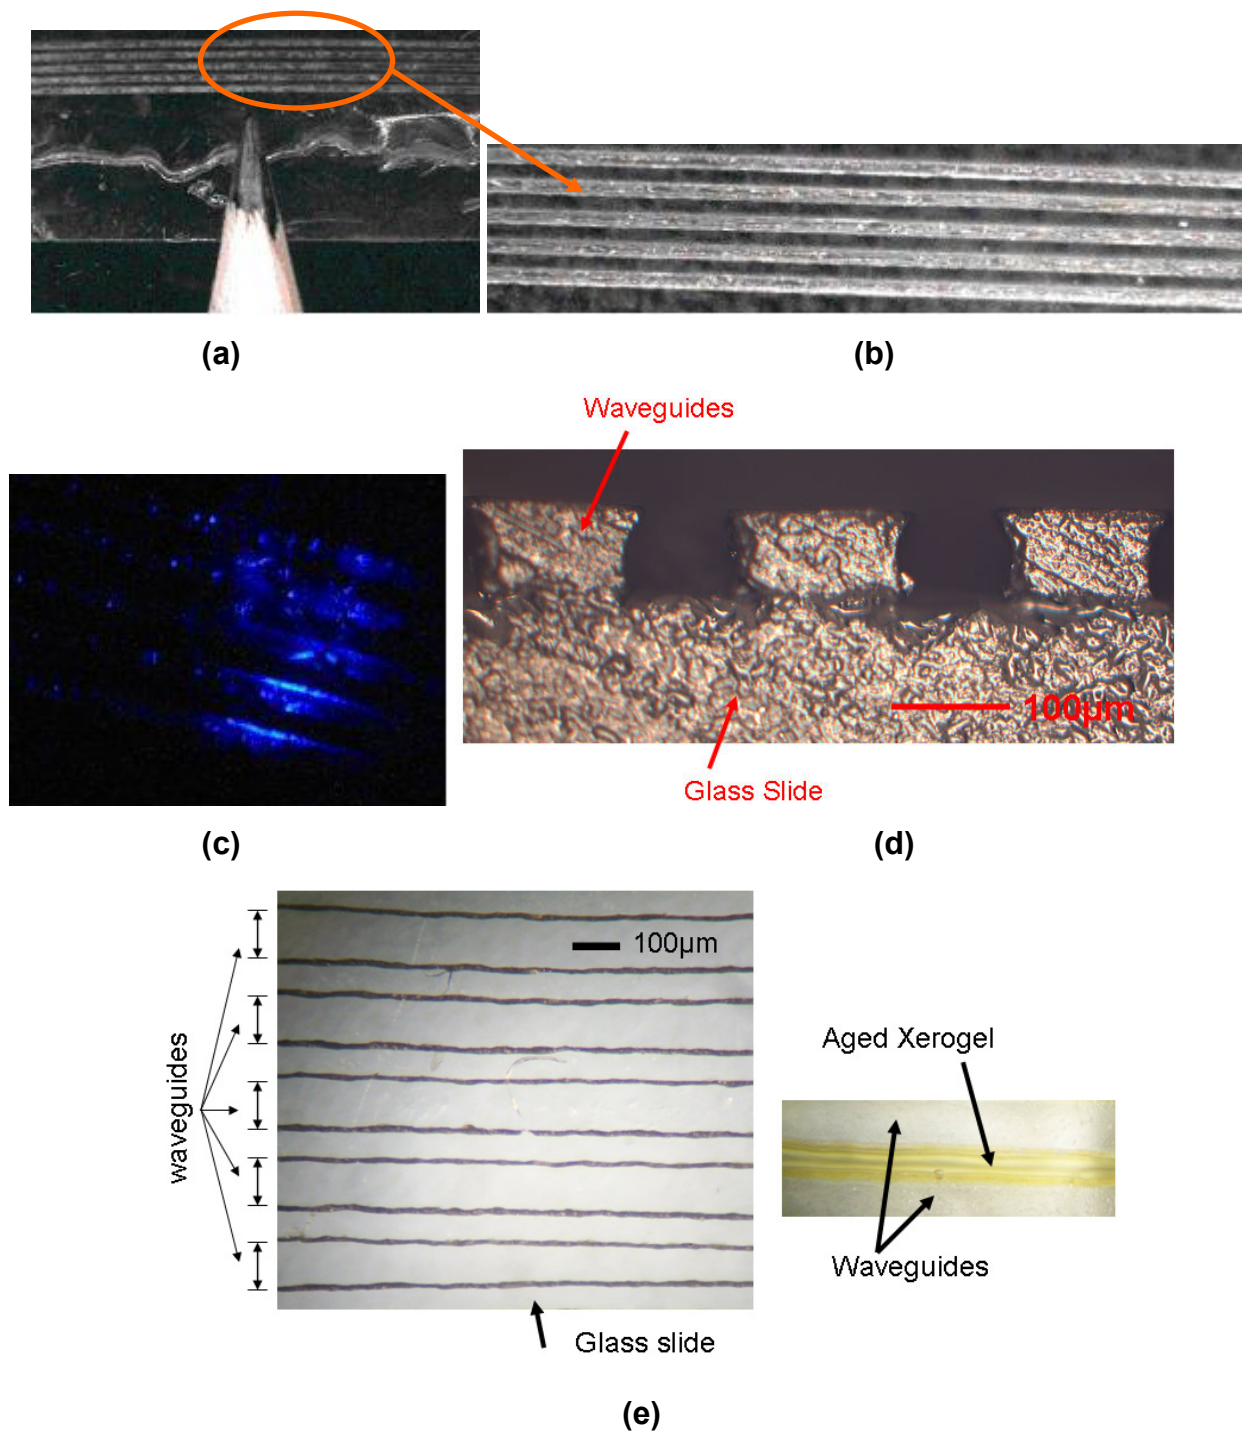 (a)
(b)
Waveguides
100µm
Glass Slide
(c)
(d)
waveguides
100µm
Aged Xerogel
Waveguides
Glass slide
(e)